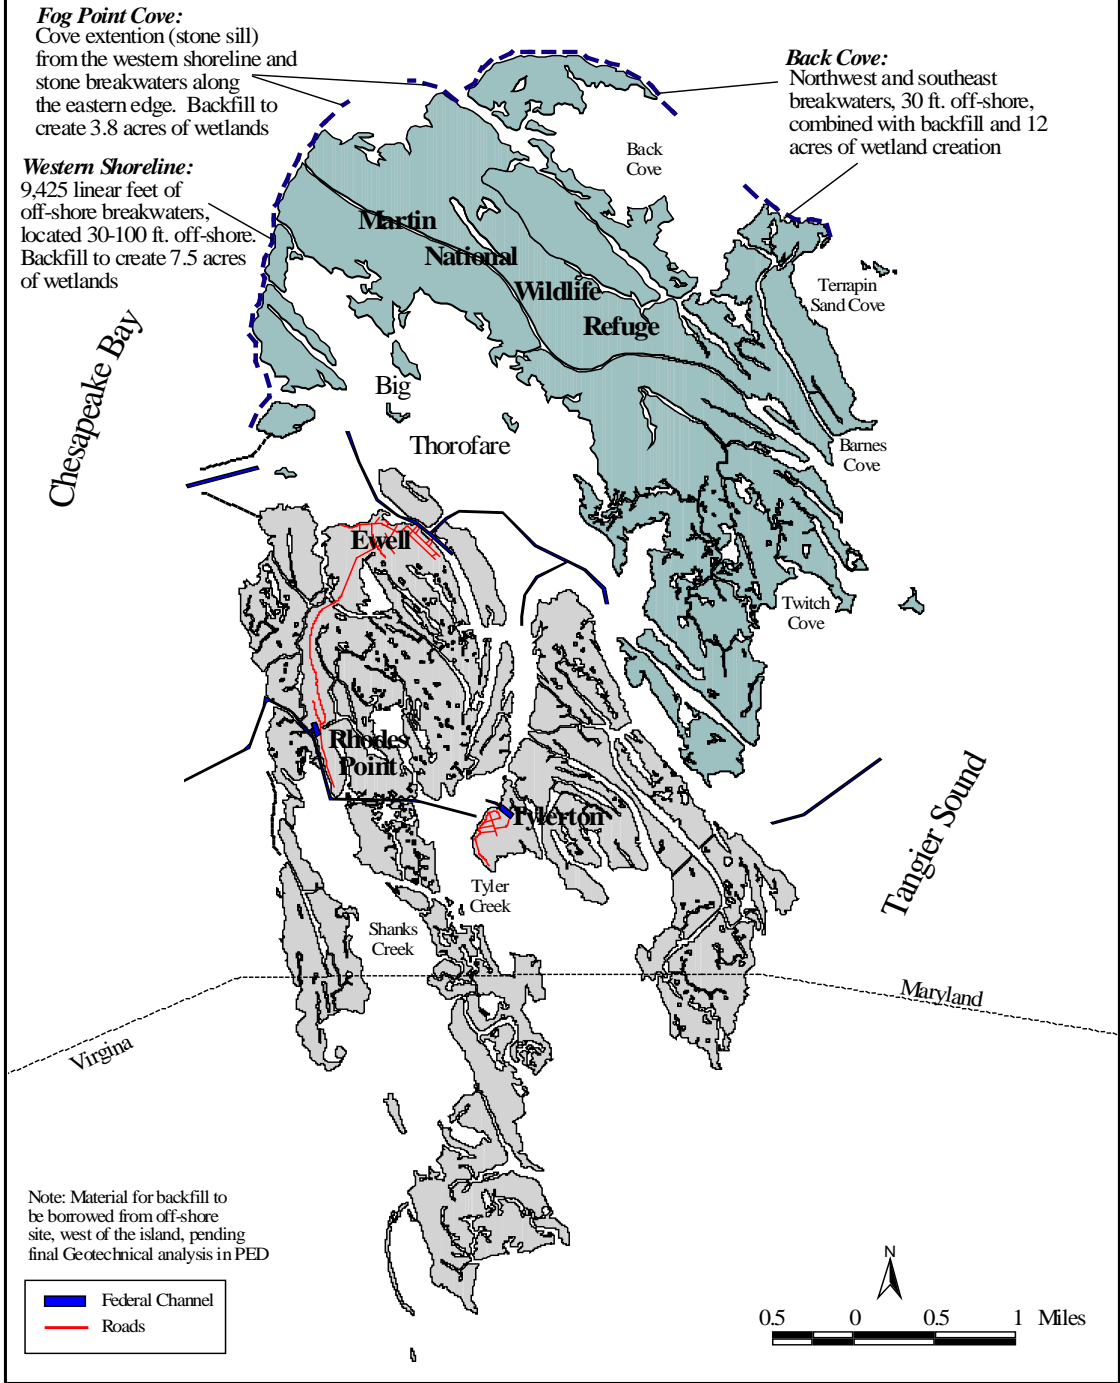 Fog Point Cove:
Cove extention (stone sill)
from the western shoreline and
stone breakwaters along
the eastern edge. Backfill to
create 3.8 acres of wetlands
Back Cove:
Northwest and southeast
breakwaters, 30 ft. off-shore,
combined with backfill and 12
acres of wetland creation
Western Shoreline:
9,425 linear feet of
off-shore breakwaters,
located 30-100 ft. off-shore.
Backfill to create 7.5 acres
of wetlands
Back
Cove
Martin
National
Wildlife
Refuge
Terrapin
Sand Cove
Chesapeake Bay
Big
Thorofare
Barnes
Cove
Ewell
Twitch
Cove
Rhodes
Point
Tylerton
Tangier Sound
Tyler
Creek
Shanks
Creek
Maryland
Virgina
Note: Material for backfill to
be borrowed from off-shore
site, west of the island, pending
final Geotechnical analysis in PED
Federal Channel
Roads
N
0.5 0 0.5 1 Miles